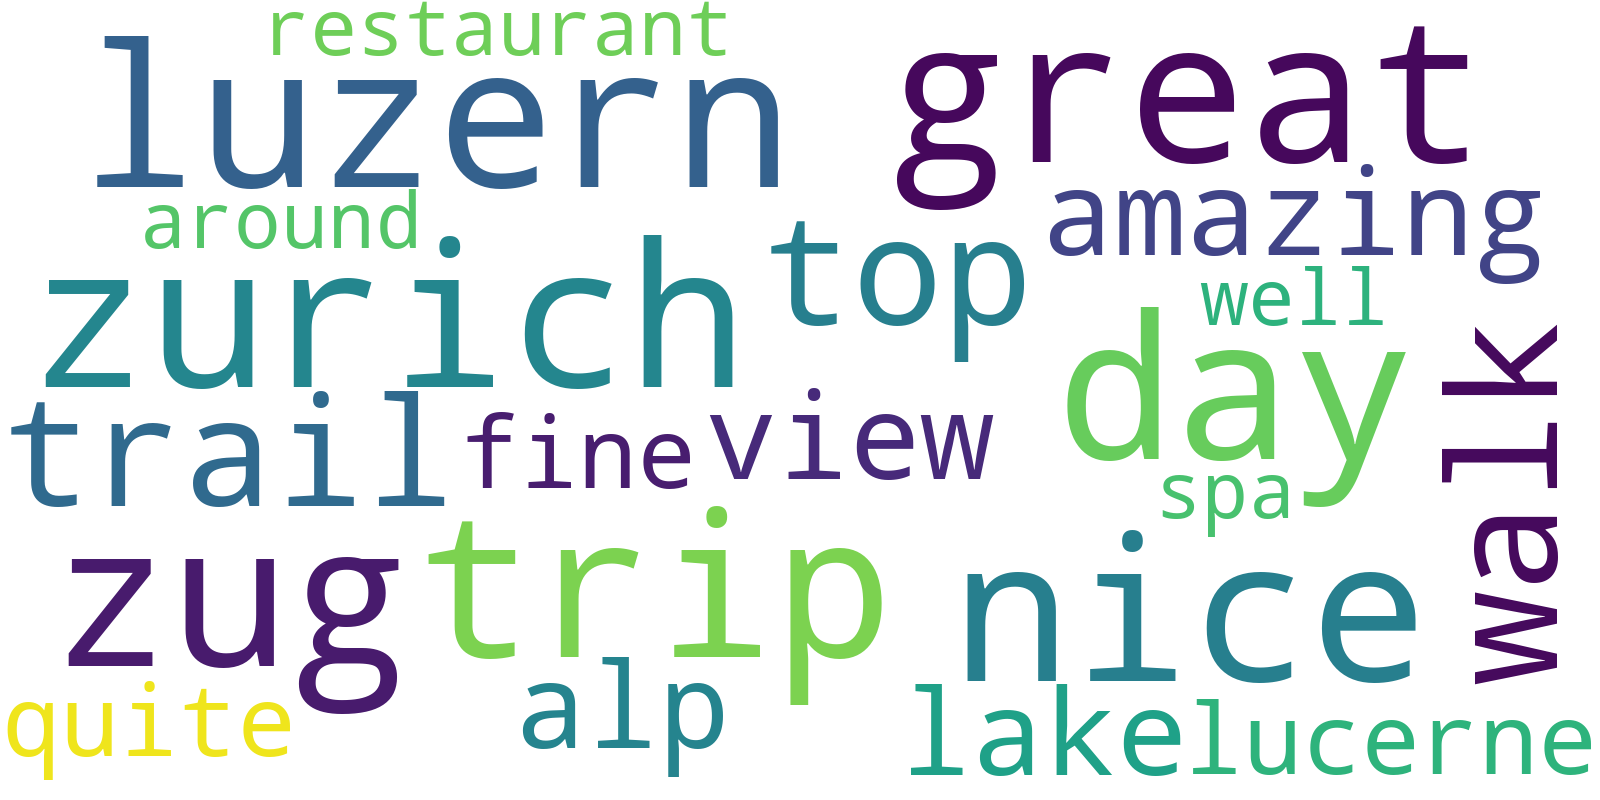 restaurant
luzern
great
around
amazing
zurich
top
well
day
walk
trail
fine
view
spa
zug
trip
nice
quite
alp
lake
lucerne